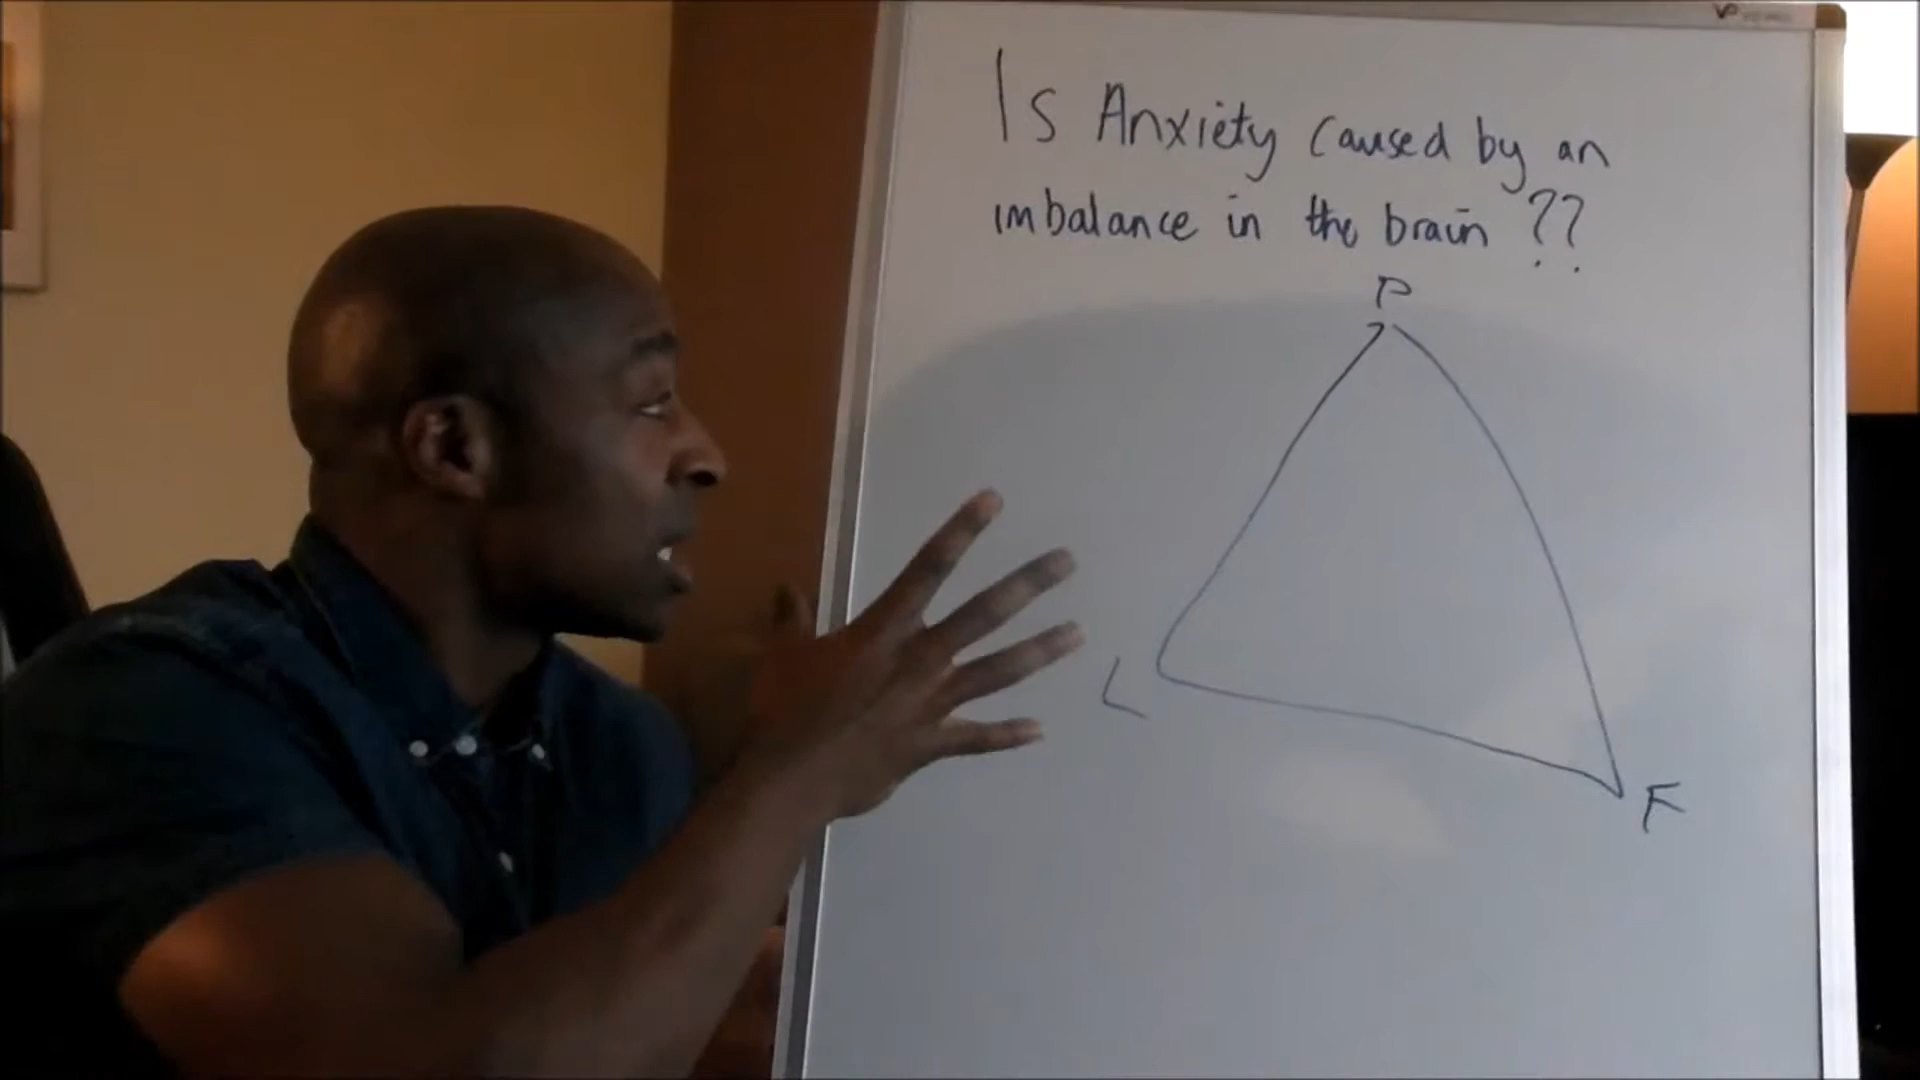 Is Anxiety caused by an
imbalance in the brain ??
P
L
F